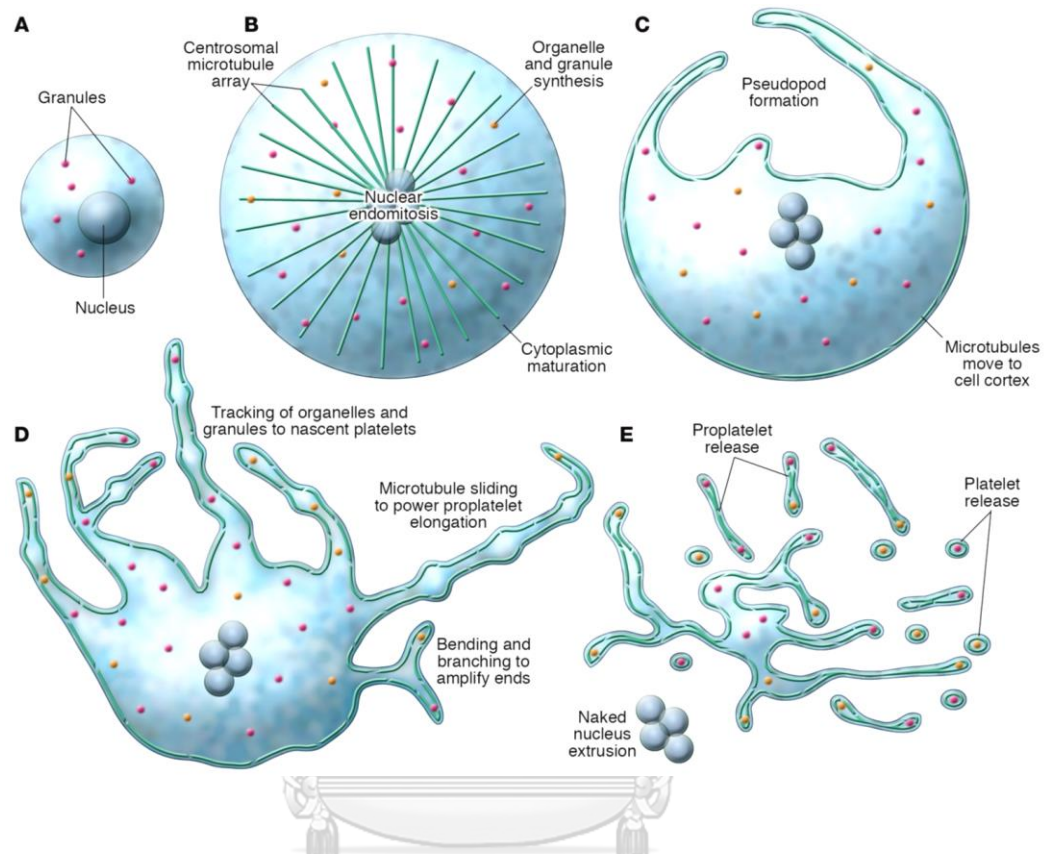 A
Granules
Nucleus
B
Centrosomal
microtubule
array
Organelle
and granule
synthesis
Nuclear
endomitosis
Cytoplasmic
maturation
C
Pseudopod
formation
Microtubules
move to
cell cortex
D
Tracking of organelles and
granules to nascent platelets
Microtubule sliding
to power proplatelet
elongation
Bending and
branching to
amplify ends
E
Proplatelet
release
Platelet
release
Naked
nucleus
extrusion